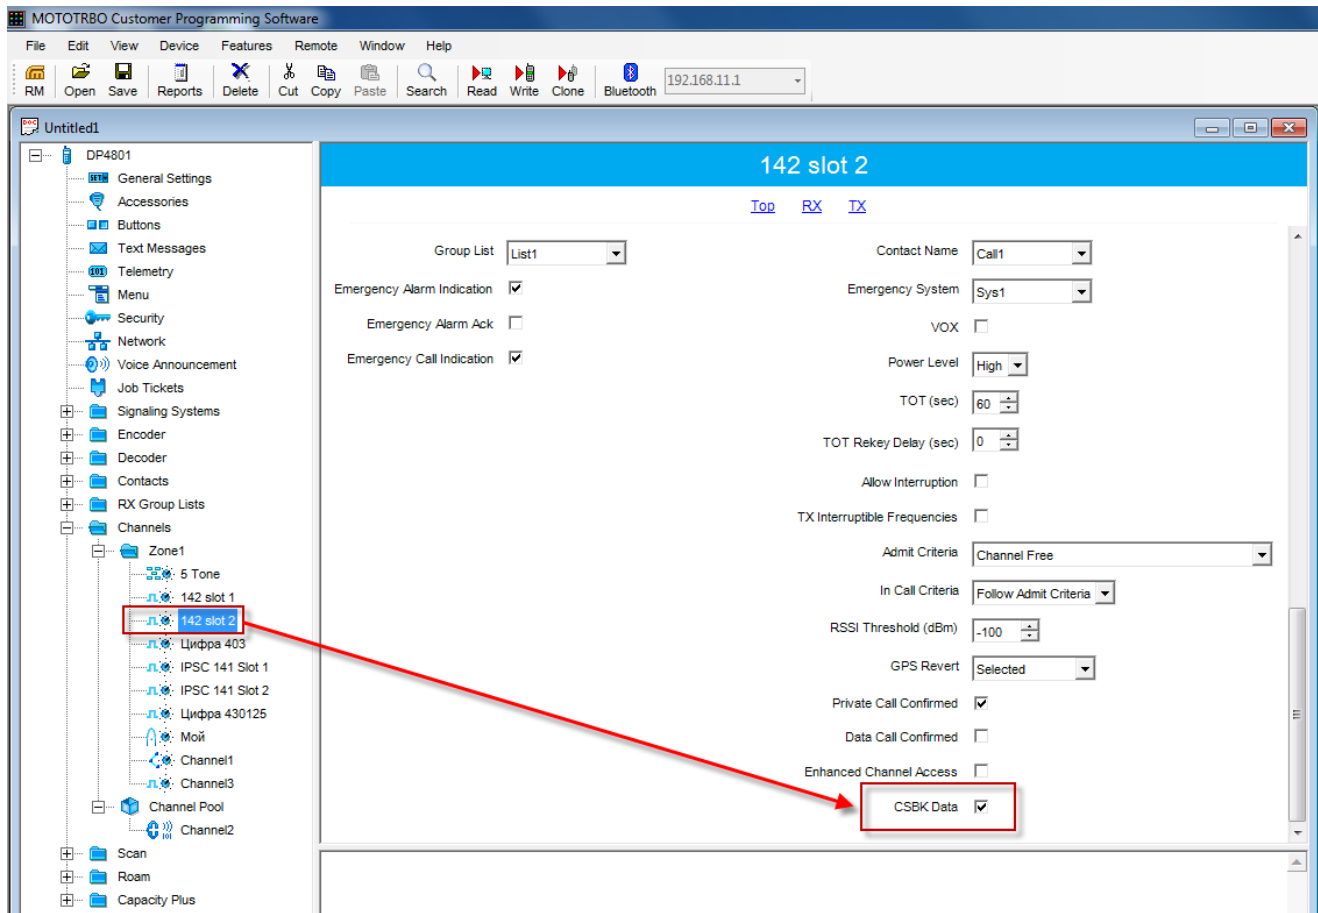 MOTOTRBO Customer Programming Software
File Edit View Device Features Remote Window Help
RM Open Save Reports Delete Cut Copy Paste Search Read Write Clone Bluetooth 192.168.11.1
Untitled1
DP4801
General Settings
Accessories
Buttons
Text Messages
Telemetry
Menu
Security
Network
Voice Announcement
Job Tickets
Signaling Systems
Encoder
Decoder
Contacts
RX Group Lists
Channels
Zone1
5 Tone
142 slot 1
142 slot 2
Цифра 403
IPSC 141 Slot 1
IPSC 141 Slot 2
Цифра 430125
Мой
Channel1
Channel3
Channel Pool
Channel2
Scan
Roam
Capacity Plus
142 slot 2
Top RX TX
Group List List1
Emergency Alarm Indication
Emergency Alarm Ack
Emergency Call Indication
Contact Name Call1
Emergency System Sys1
VOX
Power Level High
TOT (sec) 60
TOT Rekey Delay (sec) 0
Allow Interruption
TX Interruptible Frequencies
Admit Criteria Channel Free
In Call Criteria Follow Admit Criteria
RSSI Threshold (dBm) -100
GPS Revert Selected
Private Call Confirmed
Data Call Confirmed
Enhanced Channel Access
CSBK Data